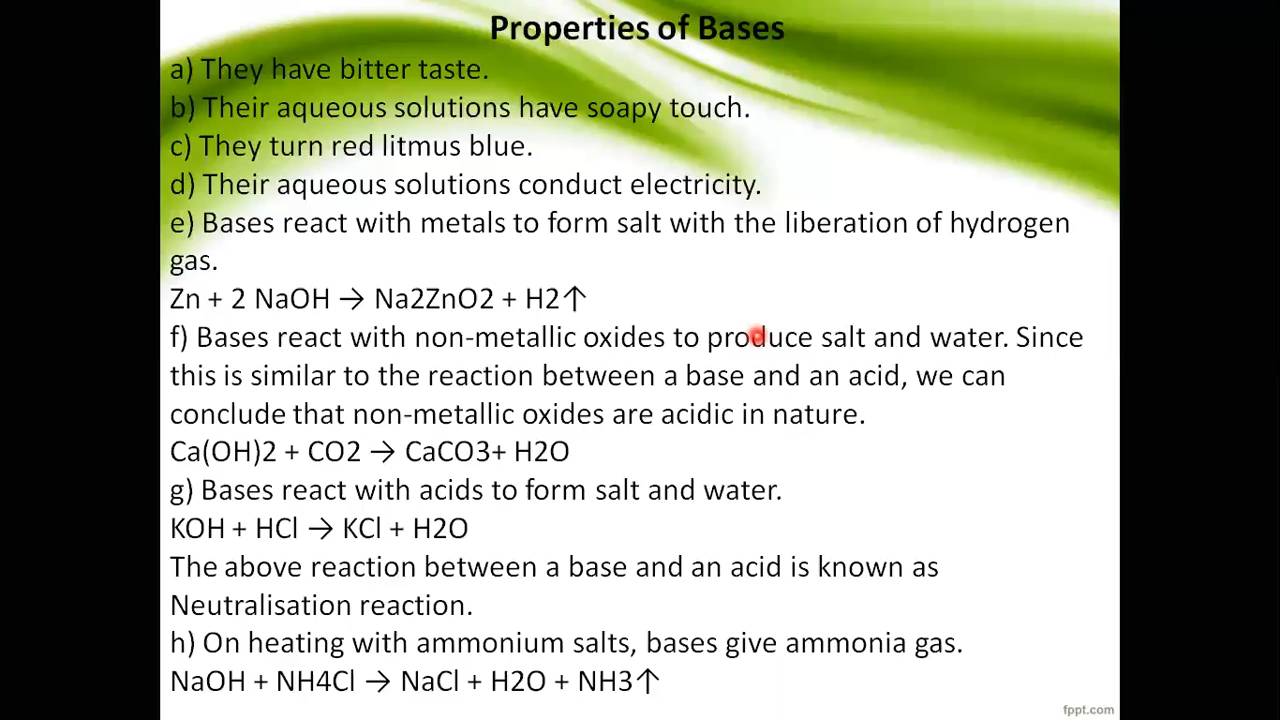 Properties of Bases
a) They have bitter taste.
b) Their aqueous solutions have soapy touch.
c) They turn red litmus blue.
d) Their aqueous solutions conduct electricity.
e) Bases react with metals to form salt with the liberation of hydrogen
gas.
Zn + 2 NaOH → Na2ZnO2 + H2↑
f) Bases react with non-metallic oxides to produce salt and water. Since
this is similar to the reaction between a base and an acid, we can
conclude that non-metallic oxides are acidic in nature.
Ca(OH)2 + CO2 → CaCO3+ H2O
g) Bases react with acids to form salt and water.
KOH + HCl → KCl + H2O
The above reaction between a base and an acid is known as
Neutralisation reaction.
h) On heating with ammonium salts, bases give ammonia gas.
NaOH + NH4Cl → NaCl + H2O + NH3↑
fppt.com